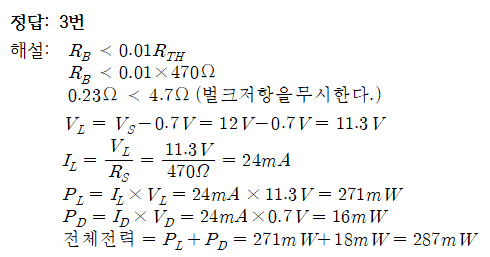 정답: 3번
해설: R_B < 0.01R_TH
R_B < 0.01×470Ω
0.23Ω < 4.7Ω (벌크저항을무시한다.)
V_L = V_S−0.7V = 12V−0.7V = 11.3V
I_L = V_L/R_S = 11.3V/470Ω = 24mA
P_L = I_L×V_L = 24mA×11.3V = 271mW
P_D = I_D×V_D = 24mA×0.7V = 16mW
전체전력 = P_L+P_D = 271mW+18mW = 287mW